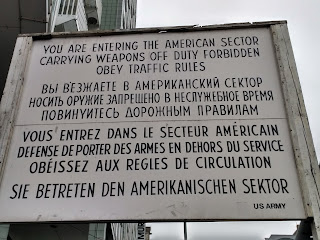 YOU ARE ENTERING THE AMERICAN SECTOR
CARRYING WEAPONS OFF DUTY FORBIDDEN
OBEY TRAFFIC RULES
ВЫ ВЪЕЗЖАЕТЕ В АМЕРИКАНСКИЙ СЕКТОР
НОСИТЬ ОРУЖИЕ ЗАПРЕЩЕНО В НЕСЛУЖЕБНОЕ ВРЕМЯ
ПОВИНУЙТЕСЬ ДОРОЖНЫМ ПРАВИЛАМ
VOUS ENTREZ DANS LE SECTEUR AMÉRICAIN
DÉFENSE DE PORTER DES ARMES EN DEHORS DU SERVICE
OBÉISSEZ AUX RÈGLES DE CIRCULATION
SIE BETRETEN DEN AMERIKANISCHEN SEKTOR
US ARMY